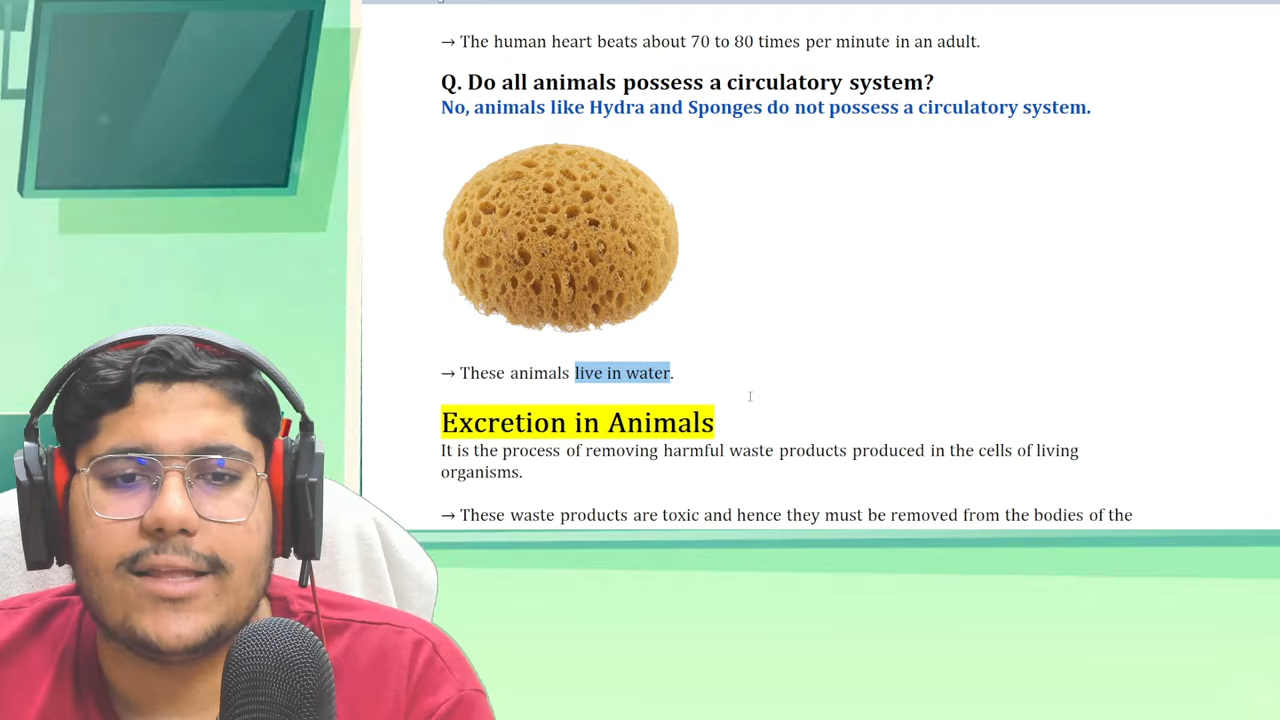 → The human heart beats about 70 to 80 times per minute in an adult.
Q. Do all animals possess a circulatory system?
No, animals like Hydra and Sponges do not possess a circulatory system.
→ These animals live in water.
Excretion in Animals
It is the process of removing harmful waste products produced in the cells of living
organisms.
→ These waste products are toxic and hence they must be removed from the bodies of the